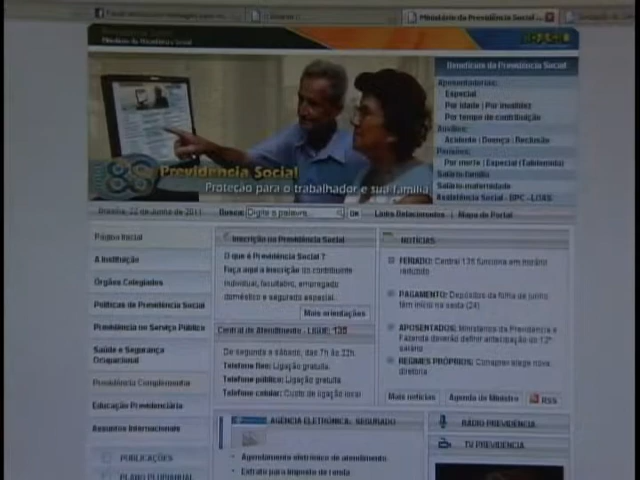 Ministério da Previdência Social ...
Ministério da Previdência Social
BRASIL
Benefícios da Previdência Social
Aposentadorias:
Especial
Por idade | Por invalidez
Por tempo de contribuição
Auxílios:
Acidente | Doença | Reclusão
Pensões:
Por morte | Especial (Talidomida)
Salário-família
Salário-maternidade
Assistência Social - BPC - LOAS
88
Previdência Social
Proteção para o trabalhador e sua família
Brasília, 22 de Junho de 2011
Busca: Digite a palavra... OK
Links Relacionados | Mapa do Portal
Página Inicial
A Instituição
Órgãos Colegiados
Políticas de Previdência Social
Previdência no Serviço Público
Saúde e Segurança
Ocupacional
Previdência Complementar
Educação Previdenciária
Assuntos Internacionais
PUBLICAÇÕES
PLANO PLURIANUAL
Inscrição na Previdência Social
O que é Previdência Social ?
Faça aqui a inscrição do contribuinte
individual, facultativo, empregado
doméstico e segurado especial.
Mais orientações
Central de Atendimento - LIGUE: 135
De segunda a sábado, das 7h às 22h.
Telefone fixo: Ligação gratuita.
Telefone público: Ligação gratuita.
Telefone celular: Custo de ligação local
NOTÍCIAS
FERIADO: Central 135 funciona em horário
reduzido
PAGAMENTO: Depósitos da folha de junho
têm início na sexta (24)
APOSENTADOS: Ministérios da Previdência e
Fazenda deverão definir antecipação do 13º
salário
REGIMES PRÓPRIOS: Conaprev elege nova
diretoria
Mais notícias
Agenda do Ministro
RSS
AGÊNCIA ELETRÔNICA: SEGURADO
Agendamento eletrônico de atendimento
Extrato para imposto de renda
RÁDIO PREVIDÊNCIA
TV PREVIDÊNCIA